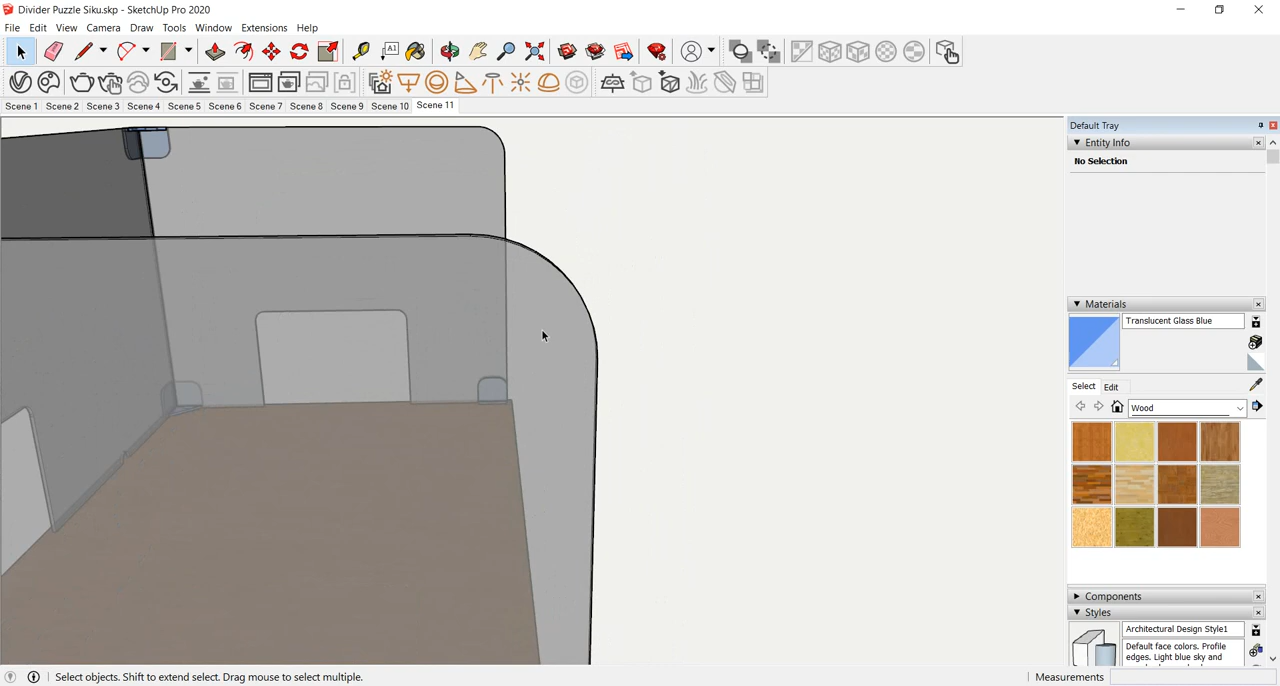 Divider Puzzle Siku.skp - SketchUp Pro 2020
File Edit View Camera Draw Tools Window Extensions Help
Scene 1 Scene 2 Scene 3 Scene 4 Scene 5 Scene 6 Scene 7 Scene 8 Scene 9 Scene 10 Scene 11
Default Tray
Entity Info
No Selection
Materials
Translucent Glass Blue
Select Edit
Wood
Components
Styles
Architectural Design Style1
Default face colors. Profile
edges. Light blue sky and
Select objects. Shift to extend select. Drag mouse to select multiple.
Measurements